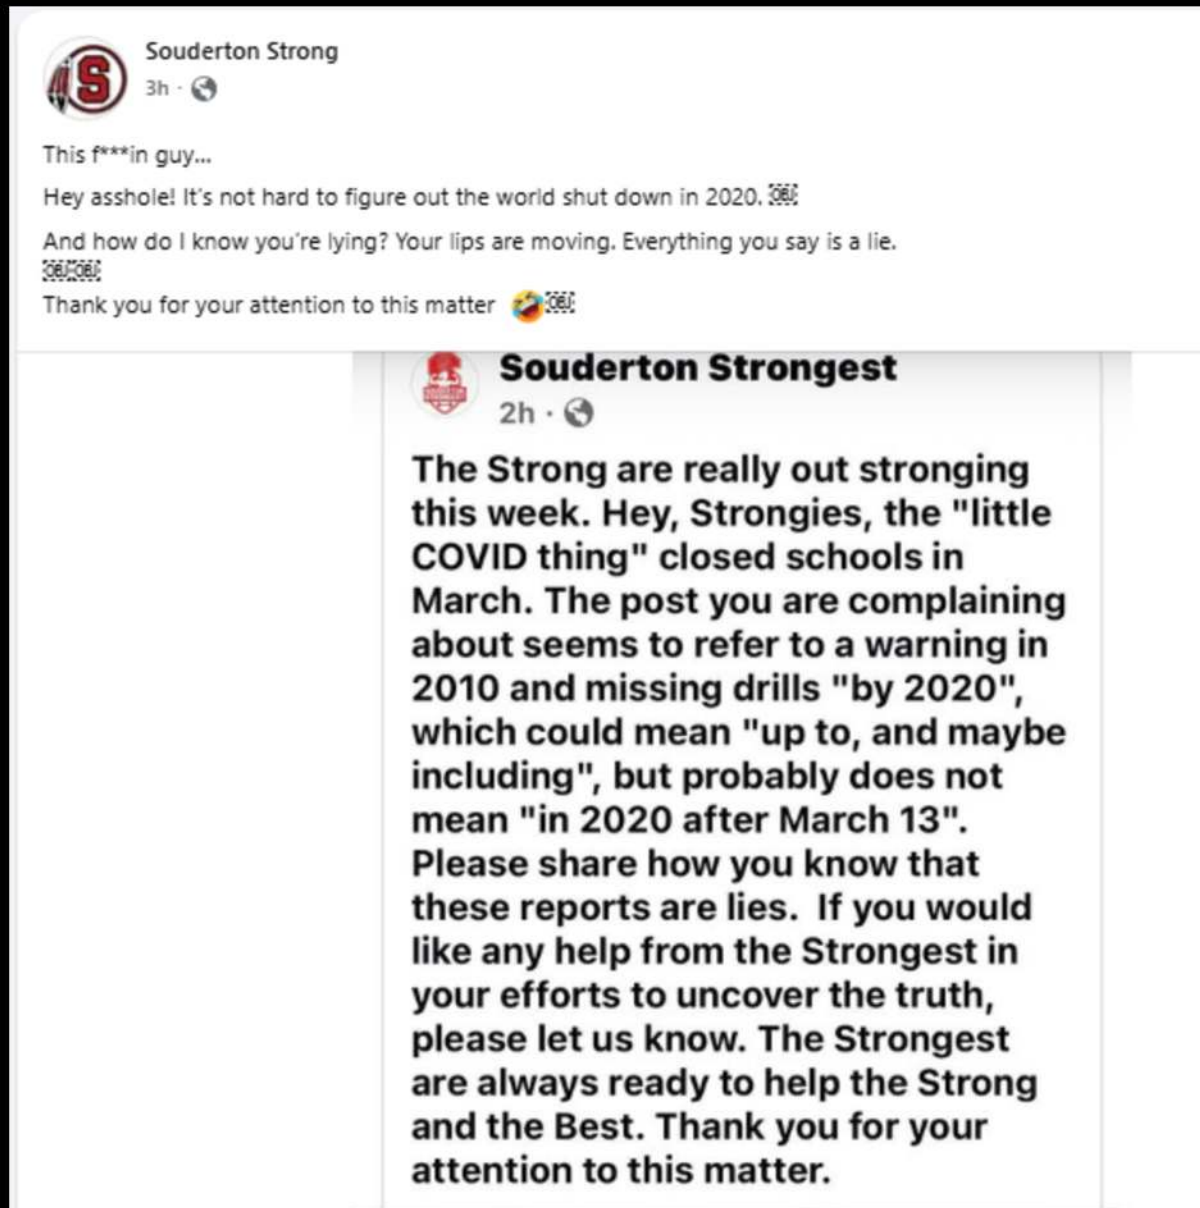 Souderton Strong
3h ·
This f***in guy...
Hey asshole! It's not hard to figure out the world shut down in 2020. OBJ
And how do I know you're lying? Your lips are moving. Everything you say is a lie.
OBJ OBJ
Thank you for your attention to this matter 🤣 OBJ
Souderton Strongest
2h ·
The Strong are really out stronging
this week. Hey, Strongies, the "little
COVID thing" closed schools in
March. The post you are complaining
about seems to refer to a warning in
2010 and missing drills "by 2020",
which could mean "up to, and maybe
including", but probably does not
mean "in 2020 after March 13".
Please share how you know that
these reports are lies.  If you would
like any help from the Strongest in
your efforts to uncover the truth,
please let us know. The Strongest
are always ready to help the Strong
and the Best. Thank you for your
attention to this matter.